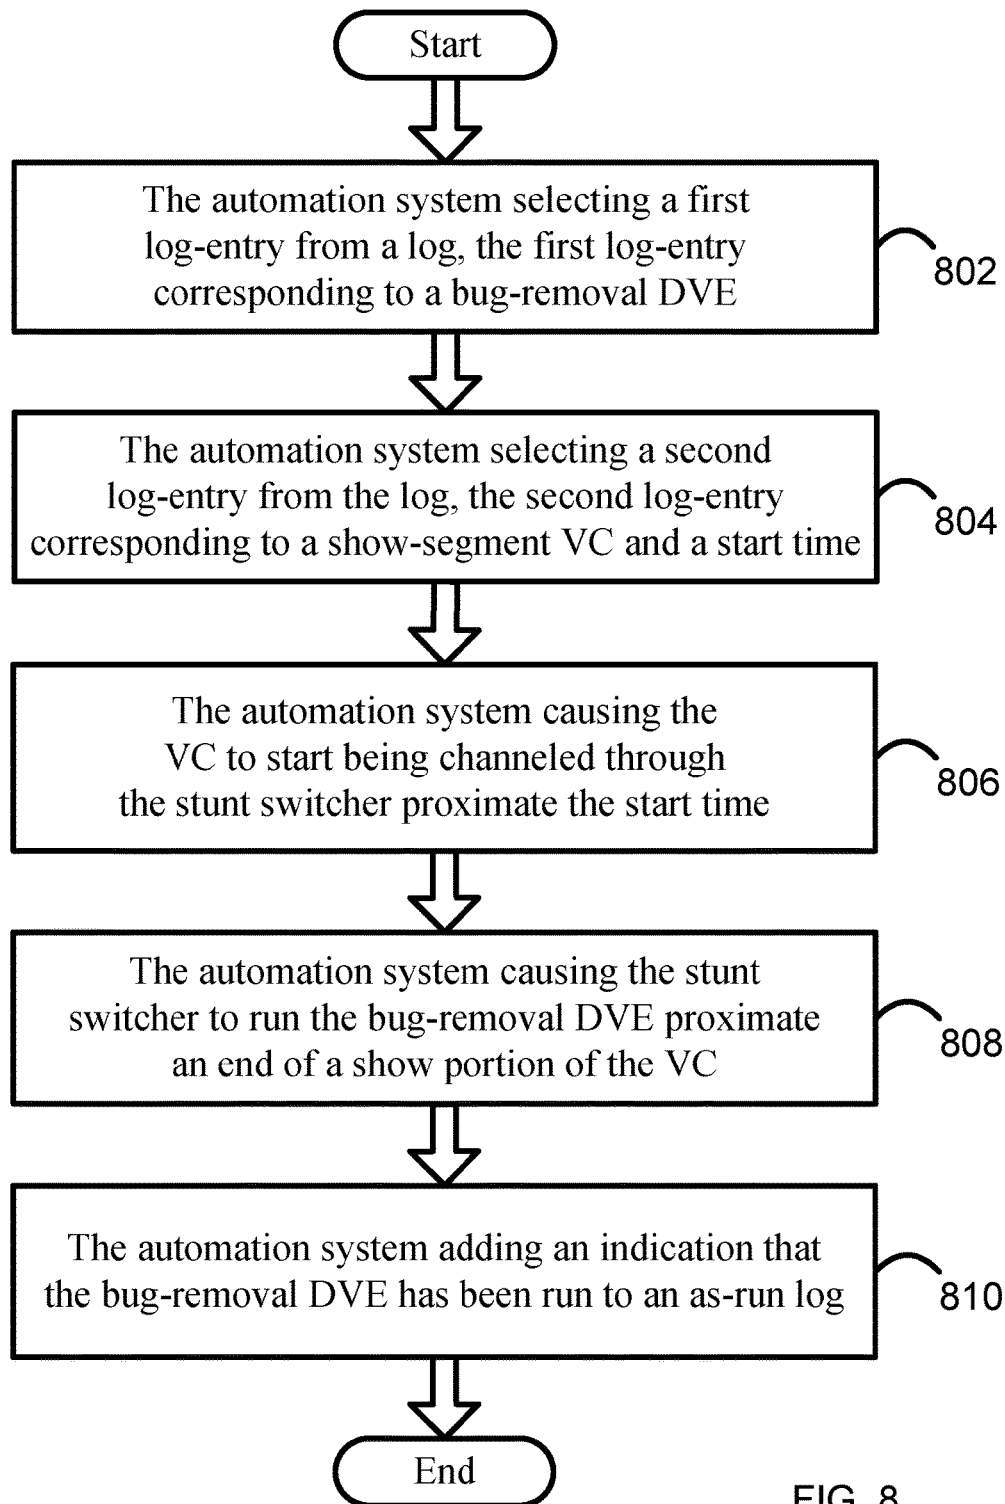 Start
The automation system selecting a first
log-entry from a log, the first log-entry
corresponding to a bug-removal DVE
802
The automation system selecting a second
log-entry from the log, the second log-entry
corresponding to a show-segment VC and a start time
804
The automation system causing the
VC to start being channeled through
the stunt switcher proximate the start time
806
The automation system causing the stunt
switcher to run the bug-removal DVE proximate
an end of a show portion of the VC
808
The automation system adding an indication that
the bug-removal DVE has been run to an as-run log
810
End
FIG. 8